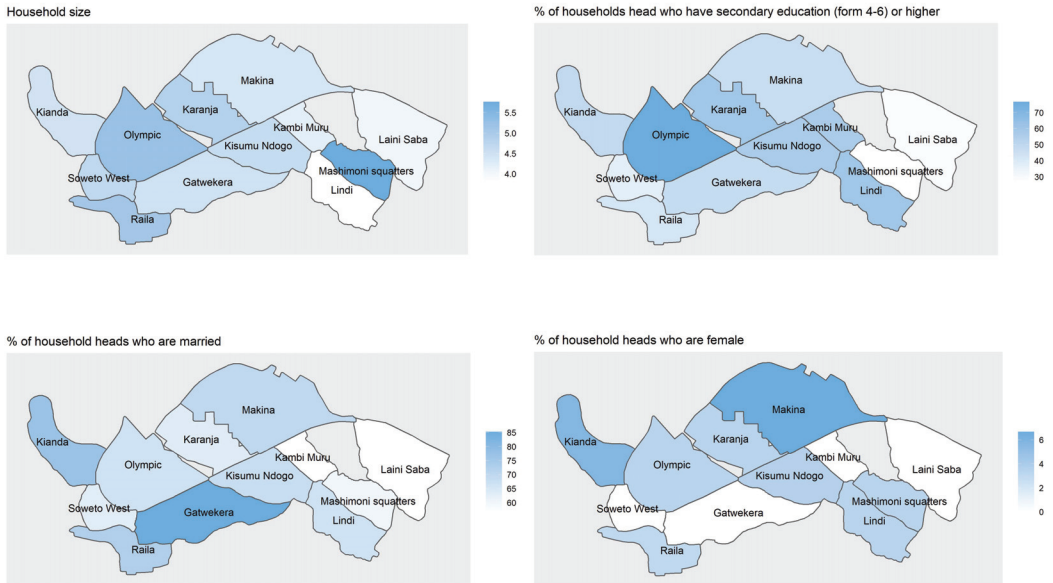 Household size
Kianda
Makina
Karanja
Olympic
Kambi Muru
Laini Saba
Kisumu Ndogo
Mashimoni squatters
Soweto West
Gatwekera
Lindi
Raila
5.5
5.0
4.5
4.0
% of households head who have secondary education (form 4-6) or higher
Kianda
Makina
Karanja
Olympic
Kambi Muru
Laini Saba
Kisumu Ndogo
Mashimoni squatters
Soweto West
Gatwekera
Lindi
Raila
70
60
50
40
30
% of household heads who are married
Kianda
Makina
Karanja
Olympic
Kambi Muru
Laini Saba
Kisumu Ndogo
Mashimoni squatters
Soweto West
Gatwekera
Lindi
Raila
85
80
75
70
65
60
% of household heads who are female
Kianda
Makina
Karanja
Olympic
Kambi Muru
Laini Saba
Kisumu Ndogo
Mashimoni squatters
Soweto West
Gatwekera
Lindi
Raila
6
4
2
0